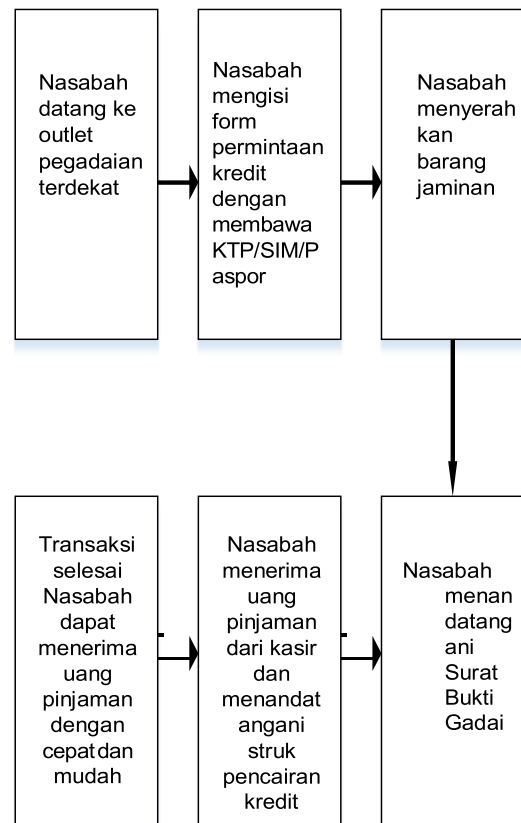 Nasabah
datang ke
outlet
pegadaian
terdekat
Nasabah
mengisi
form
permintaan
kredit
dengan
membawa
KTP/SIM/P
aspor
Nasabah
menyerah
kan
barang
jaminan
Transaksi
selesai
Nasabah
dapat
menerima
uang
pinjaman
dengan
cepatdan
mudah
Nasabah
menerima
uang
pinjaman
dari kasir
dan
menandat
angani
struk
pencairan
kredit
Nasabah
menan
datang
ani
Surat
Bukti
Gadai